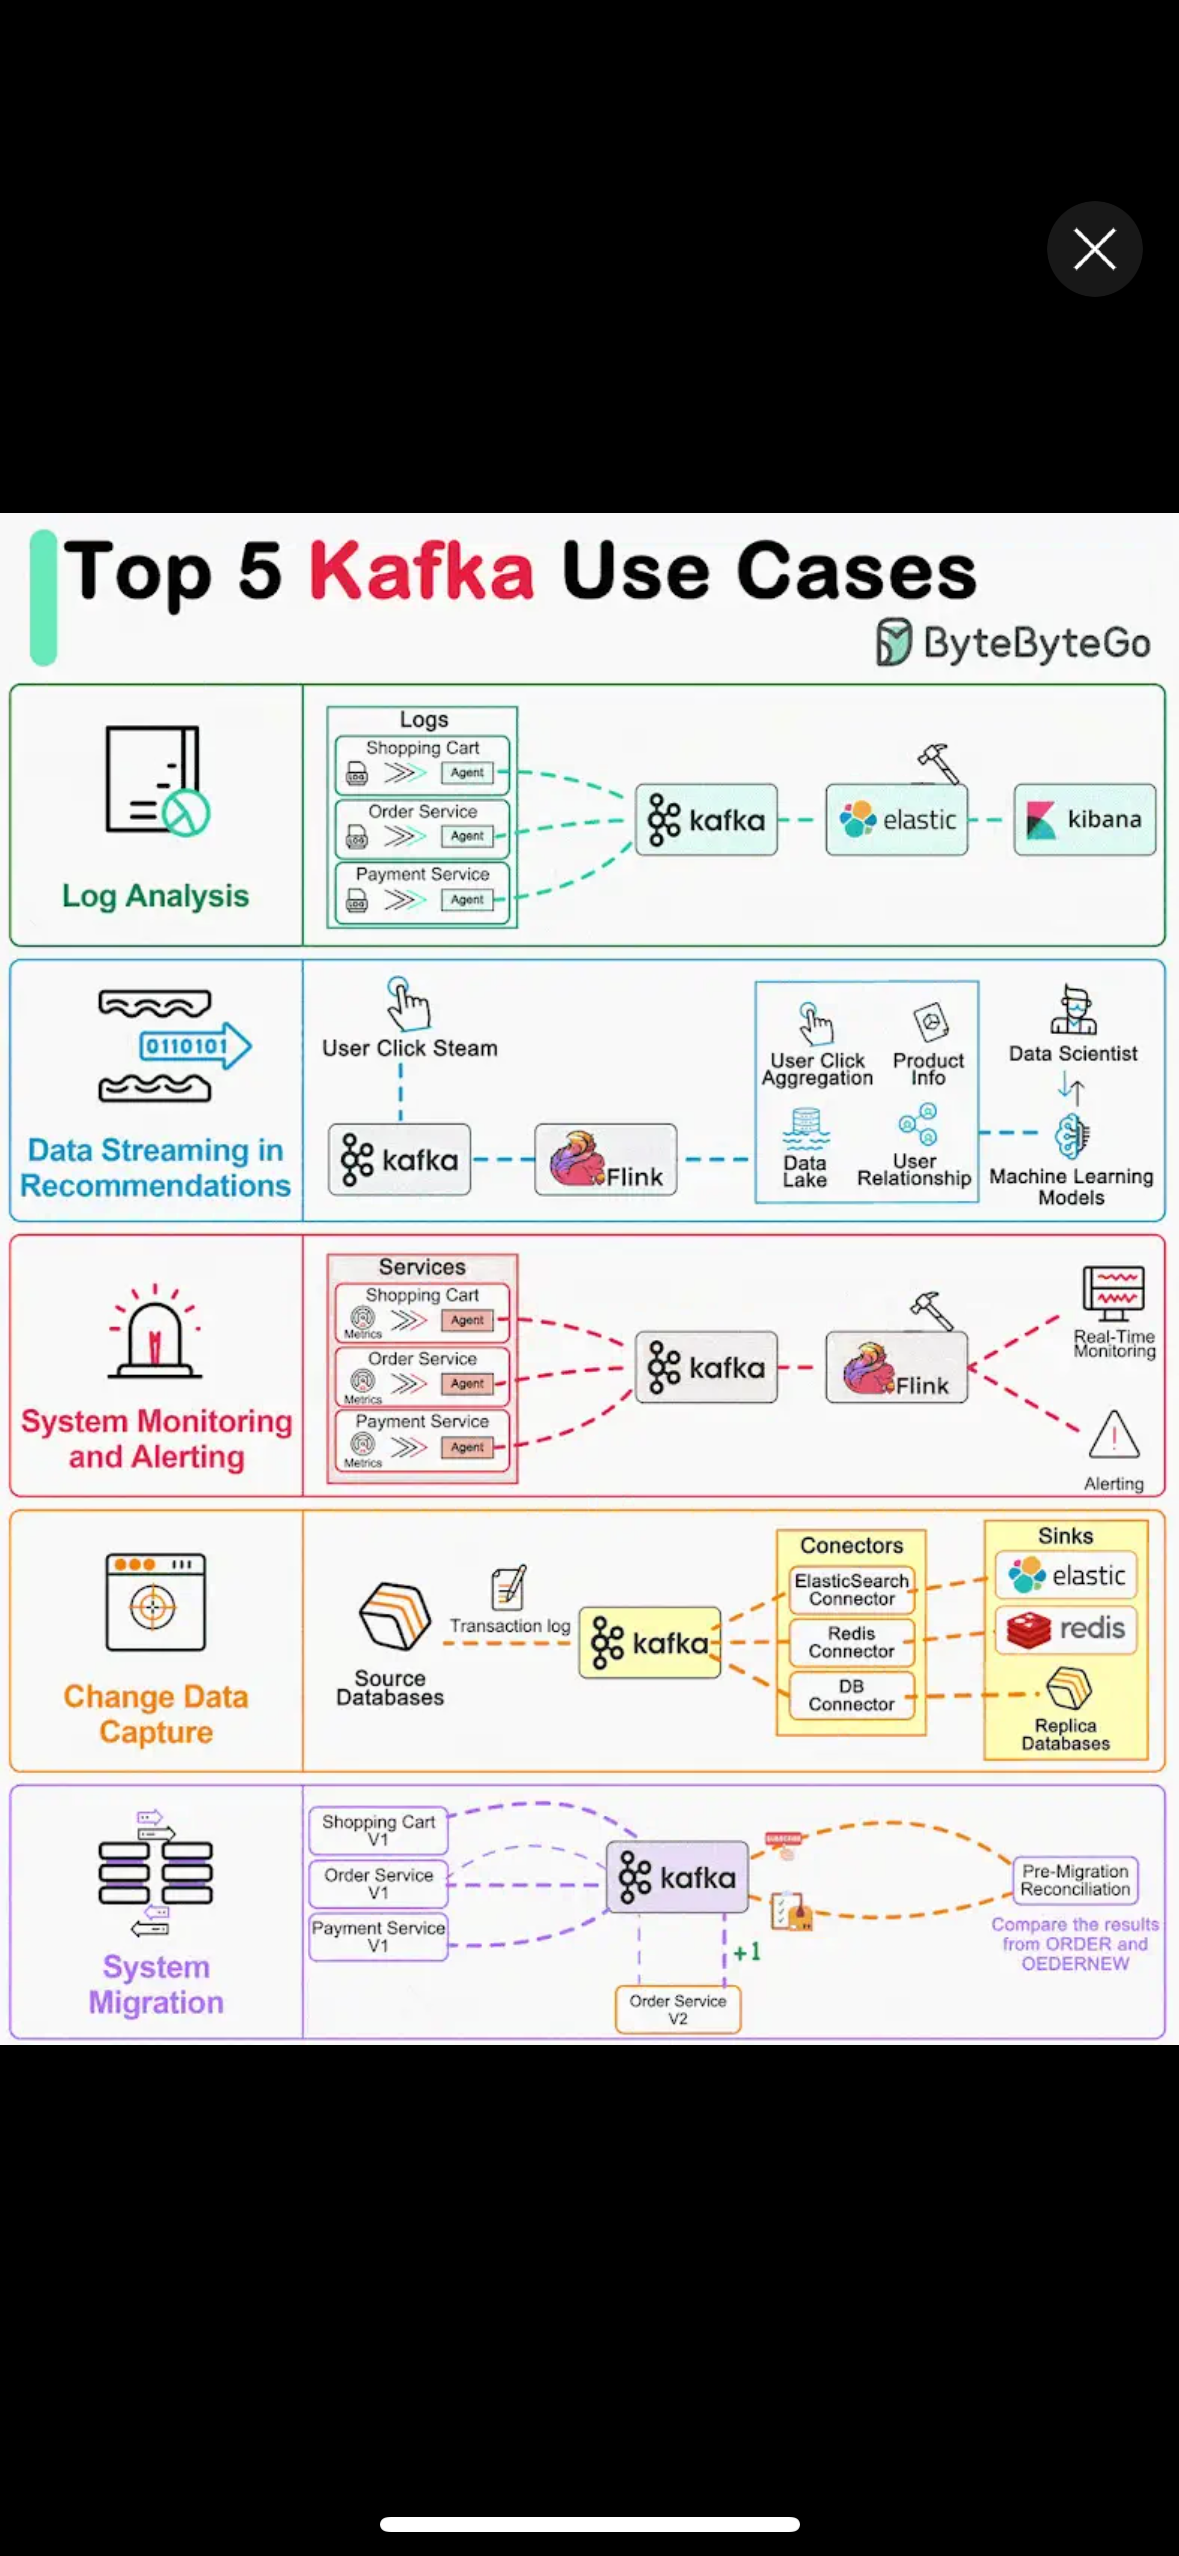 Top 5 Kafka Use Cases
ByteByteGo
Log Analysis
Logs
Shopping Cart
LOG
Agent
Order Service
LOG
Agent
Payment Service
LOG
Agent
kafka
elastic
kibana
Data Streaming in
Recommendations
0110101
User Click Steam
kafka
Flink
User Click
Aggregation
Product
Info
Data
Lake
User
Relationship
Data Scientist
Machine Learning
Models
System Monitoring
and Alerting
Services
Shopping Cart
Metrics
Agent
Order Service
Metrics
Agent
Payment Service
Metrics
Agent
kafka
Flink
Real-Time
Monitoring
Alerting
Change Data
Capture
Source
Databases
Transaction log
kafka
Conectors
ElasticSearch
Connector
Redis
Connector
DB
Connector
Sinks
elastic
redis
Replica
Databases
System
Migration
Shopping Cart
V1
Order Service
V1
Payment Service
V1
kafka
+1
Order Service
V2
SUBSCRIBE
Pre-Migration
Reconciliation
Compare the results
from ORDER and
OEDERNEW